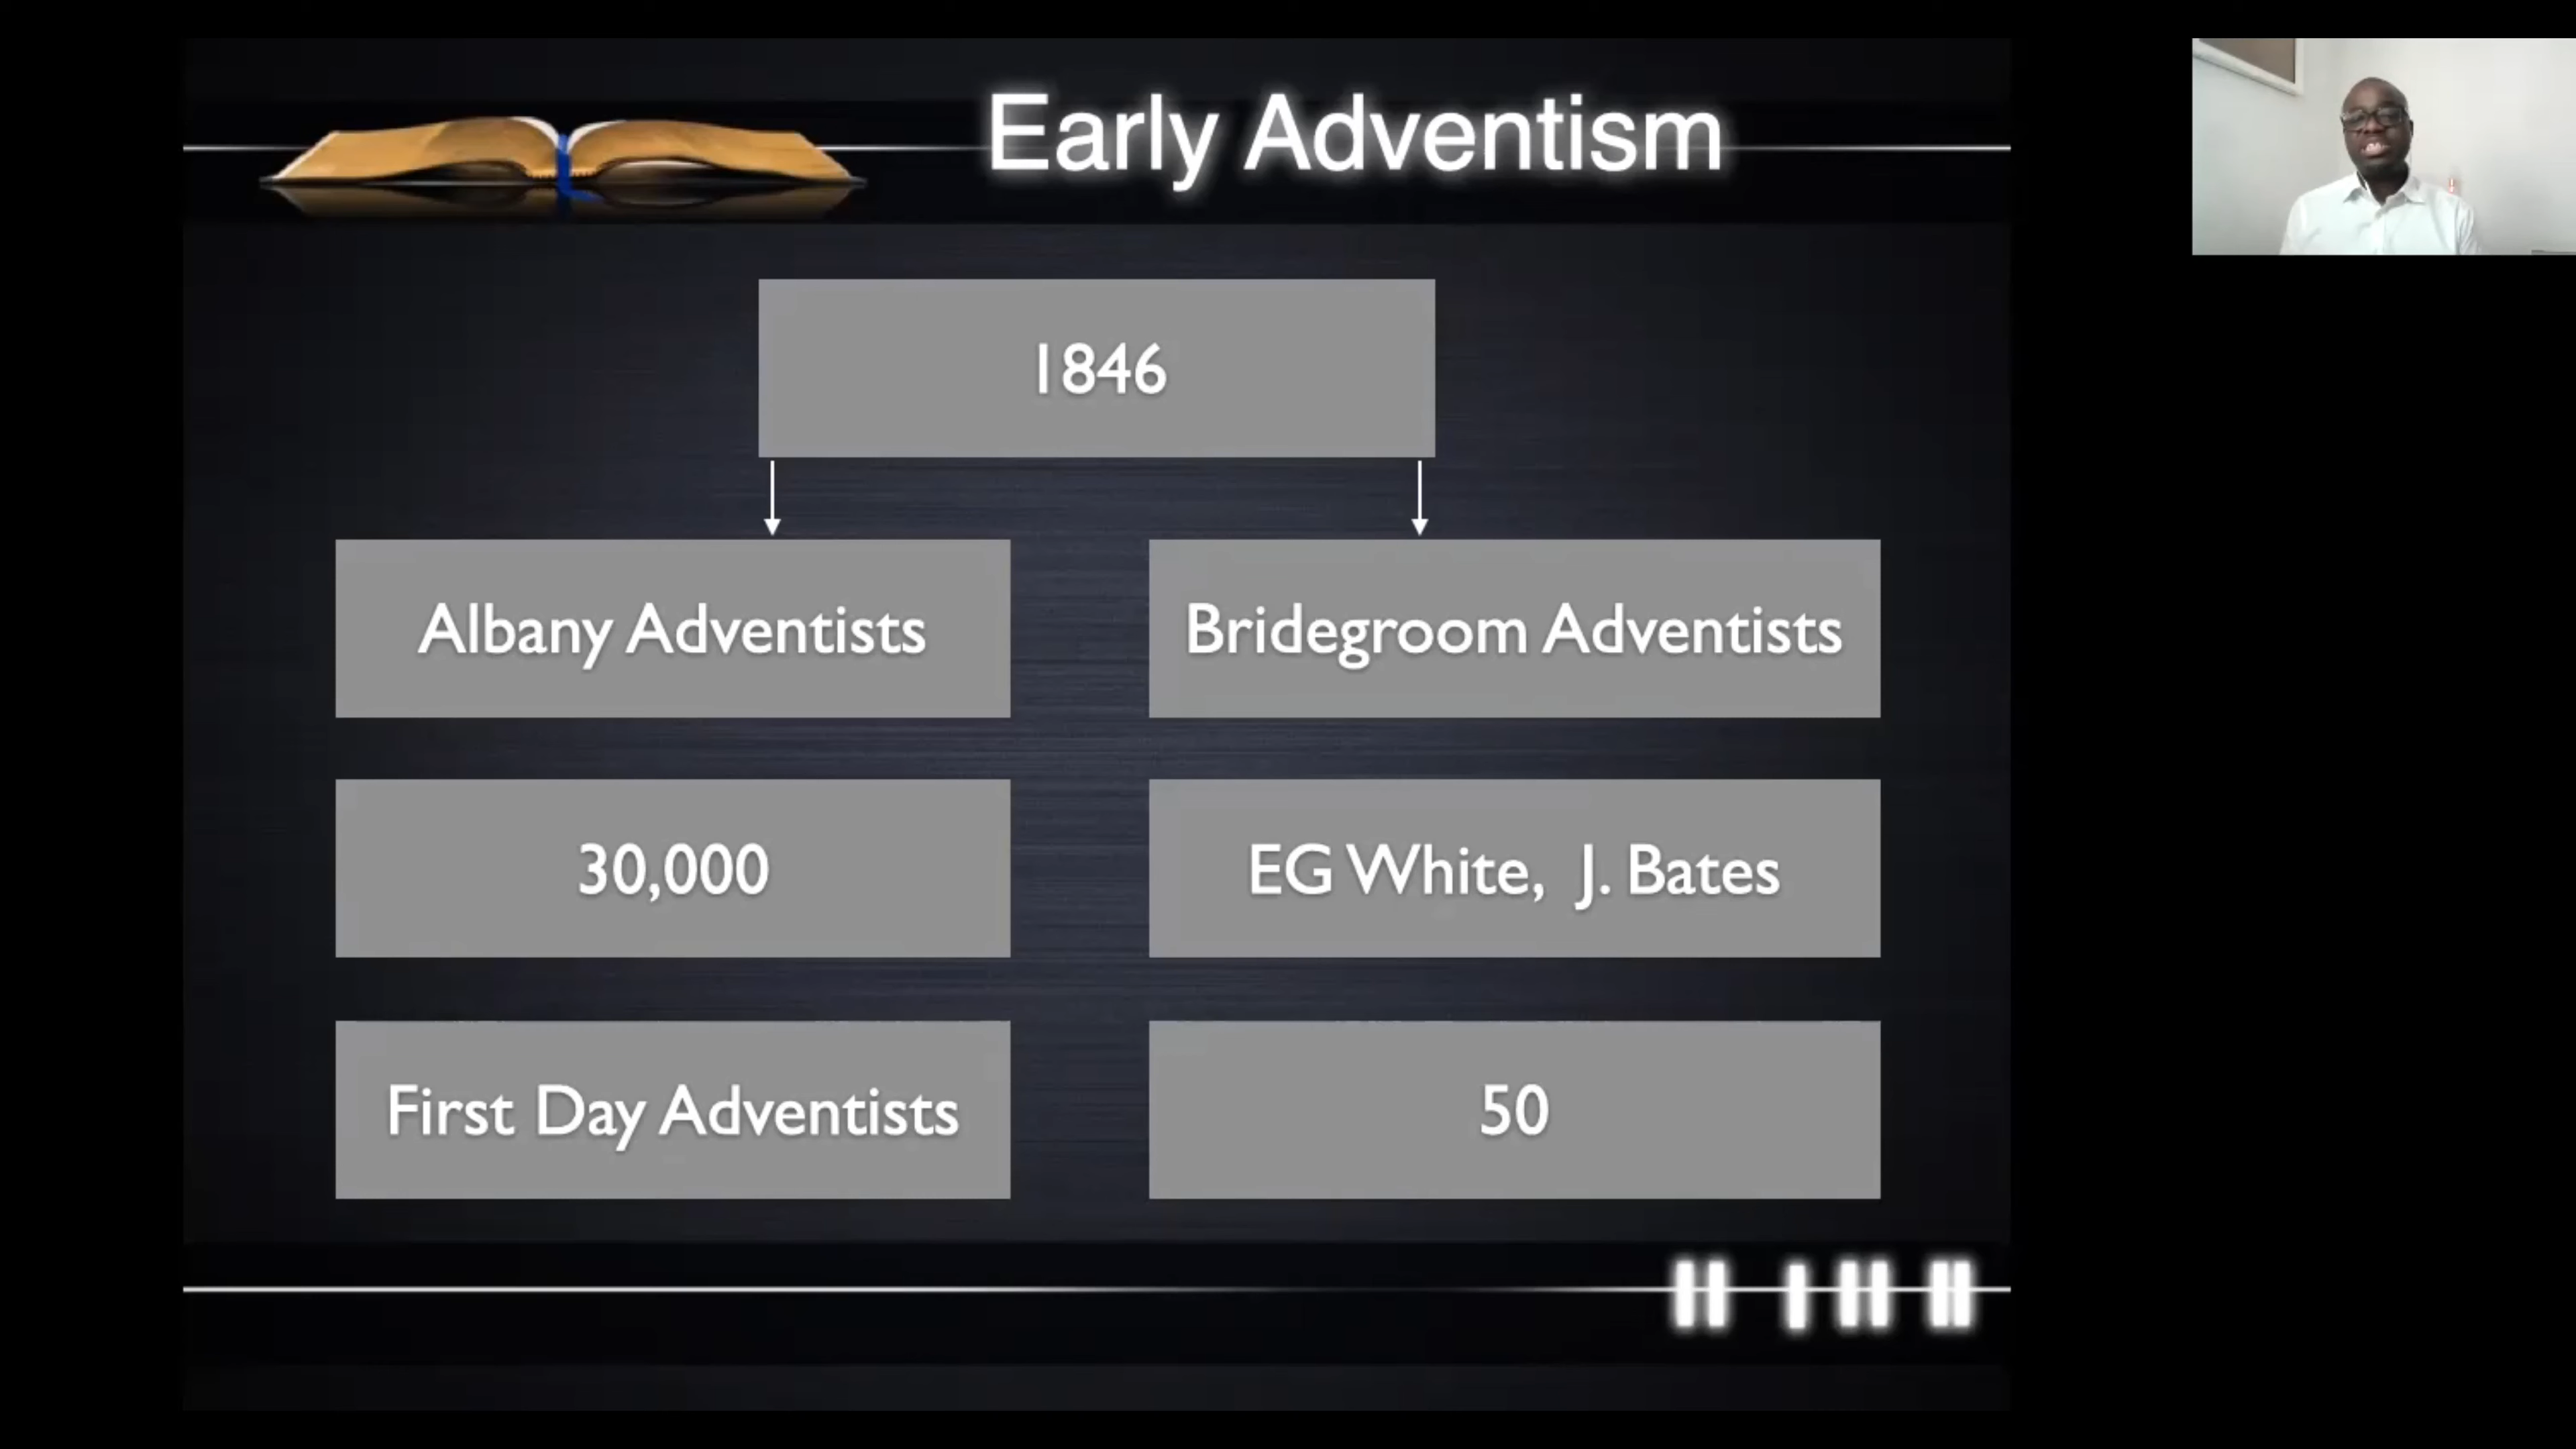 Early Adventism
1846
Albany Adventists
Bridegroom Adventists
30,000
EG White, J. Bates
First Day Adventists
50